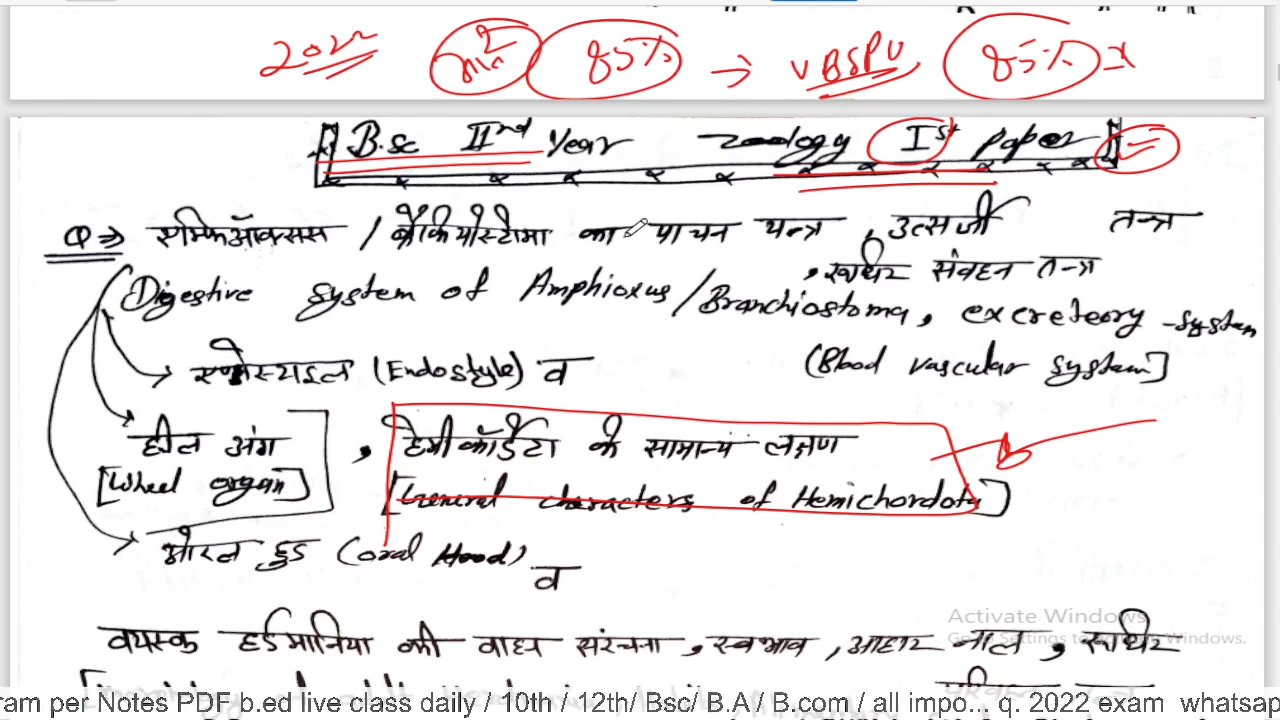 2022 85% → VBSPU 85%
B.sc IInd Year Zoology Ist Paper
Q⇒ एम्फिऑक्सस / ब्रैंकियोस्टोमा का पाचन यन्त्र , उत्सर्जी तन्त्र
, रूधिर संवहन तन्त्र
(Digestive system of Amphioxus/Branchiostoma, excreteory -system
→ एण्डोस्टाइल (Endostyle) व (Blood vascular system]
व्हील अंग , हेमीकॉर्डेटा के सामान्य लक्षण
[Wheel organ] [General characters of Hemichordota]
→ ओरल हुड (oral Hood) व
वयस्क हर्डमानिया की वाह्य संरचना , स्वभाव , आहार नाल , रूधिर
Activate Windows
Go to Settings to activate Windows.
ram per Notes PDF b.ed live class daily / 10th / 12th/ Bsc/ B.A/ B.com / all impo... q. 2022 exam whatsap